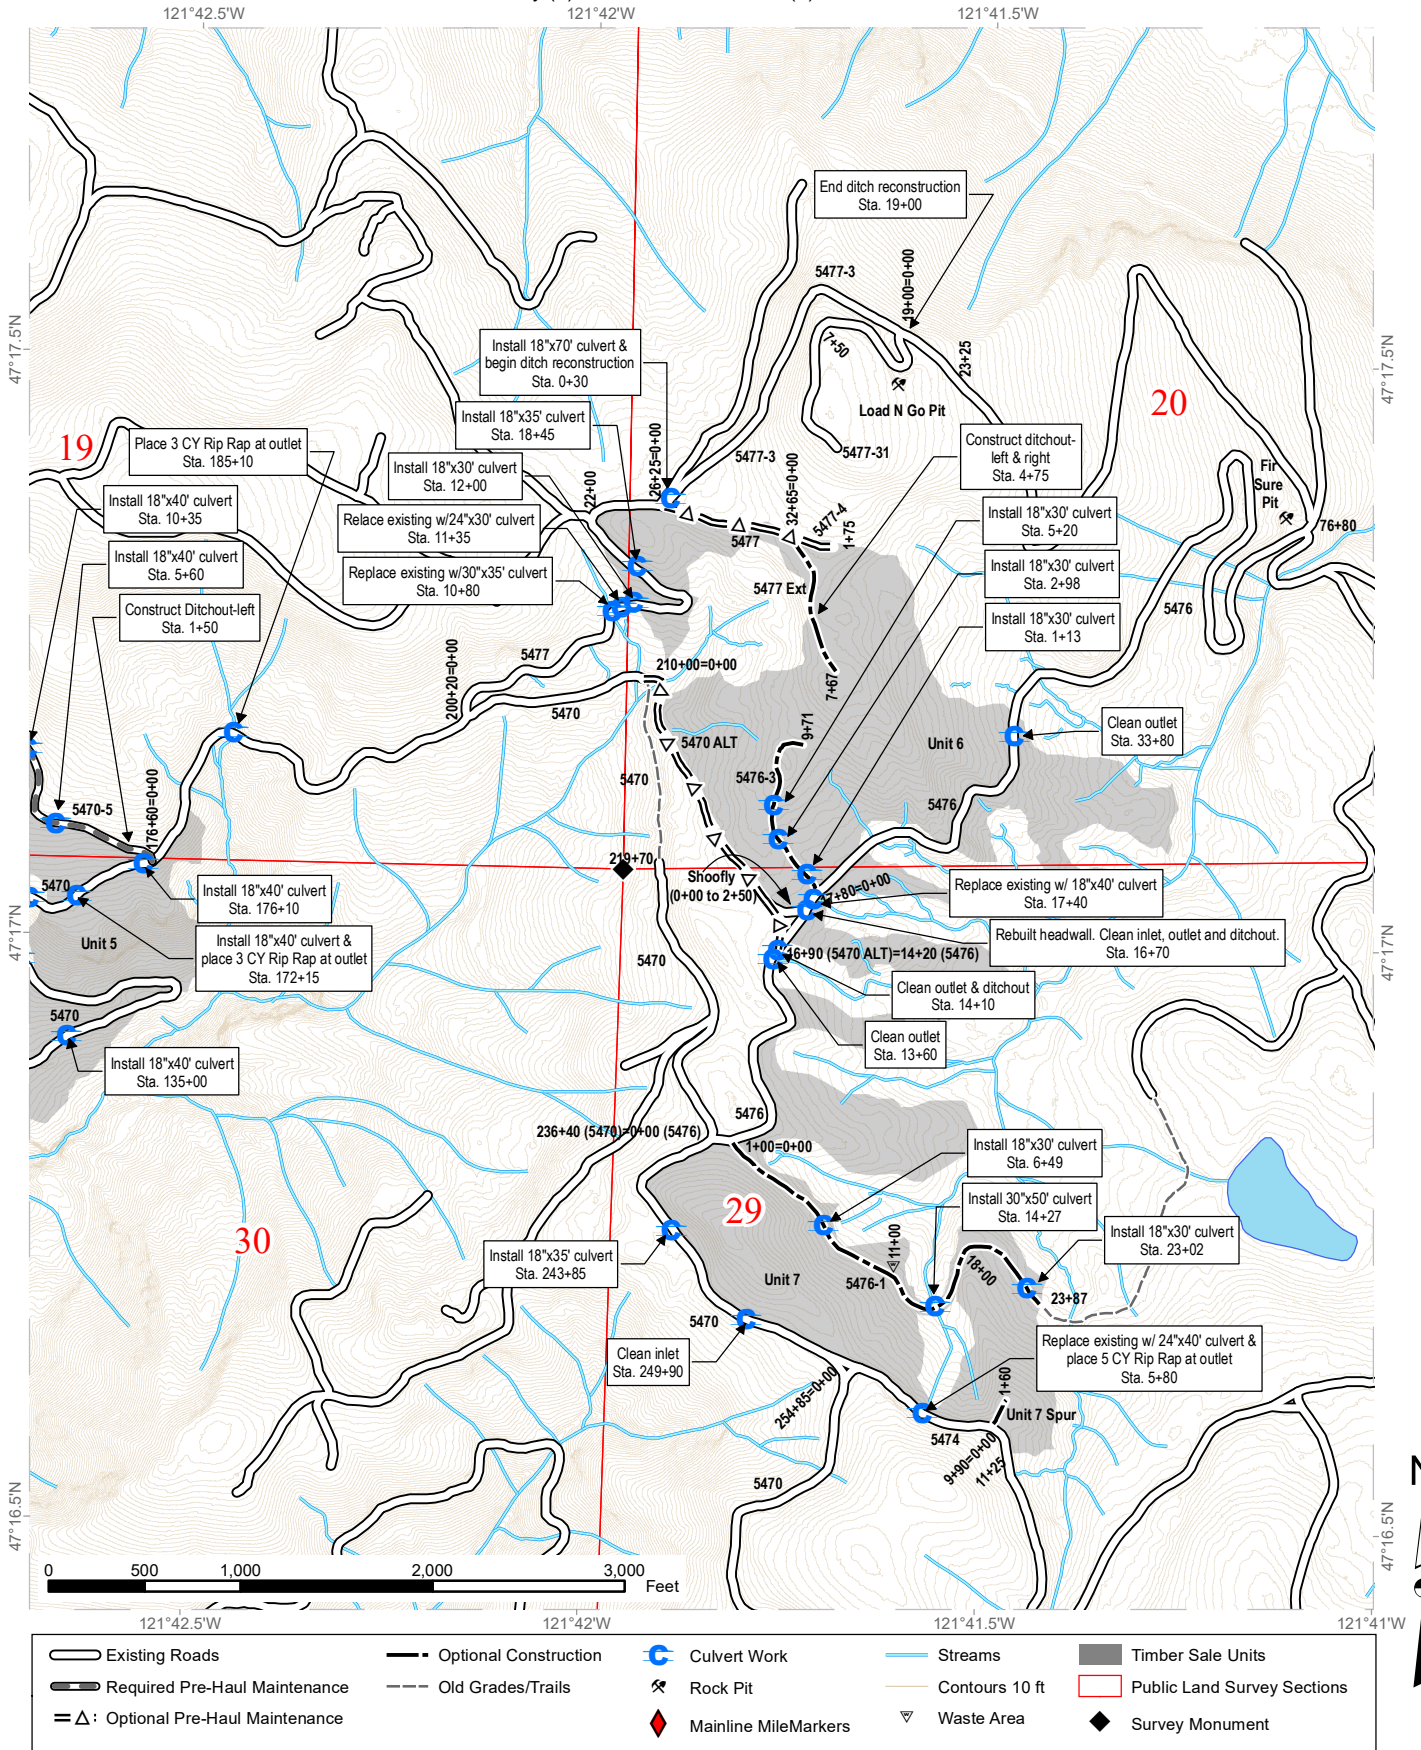 121°42.5'W
121°42'W
121°41.5'W
47°17.5'N
47°17.5'N
End ditch reconstruction
Sta. 19+00
5477-3
19+00=0+00
7+50
23+25
Load N Go Pit
20
Install 18"x70' culvert &
begin ditch reconstruction
Sta. 0+30
Install 18"x35' culvert
Sta. 18+45
19
Place 3 CY Rip Rap at outlet
Sta. 185+10
Install 18"x30' culvert
Sta. 12+00
22+00
26+25=0+00
5477-3
32+65=0+00
5477-31
Construct ditchout-
left & right
Sta. 4+75
Fir
Sure
Pit
76+80
Install 18"x40' culvert
Sta. 10+35
Relace existing w/24"x30' culvert
Sta. 11+35
5477
5477-4
1+75
Install 18"x30' culvert
Sta. 5+20
Install 18"x40' culvert
Sta. 5+60
Replace existing w/30"x35' culvert
Sta. 10+80
5477 Ext
Install 18"x30' culvert
Sta. 2+98
Construct Ditchout-left
Sta. 1+50
Install 18"x30' culvert
Sta. 1+13
5476
5477
200+20=0+00
210+00=0+00
7+67
5470
5470 ALT
9+71
Unit 6
Clean outlet
Sta. 33+80
5470
5476-3
5476
5470-5
176+60=0+00
219+70
Shoofly
(0+00 to 2+50)
5470
Install 18"x40' culvert
Sta. 176+10
Replace existing w/ 18"x40' culvert
Sta. 17+40
47°17'N
47°17'N
Unit 5
Install 18"x40' culvert &
place 3 CY Rip Rap at outlet
Sta. 172+15
5470
Rebuilt headwall. Clean inlet, outlet and ditchout.
Sta. 16+70
16+90 (5470 ALT)=14+20 (5476)
Clean outlet & ditchout
Sta. 14+10
5470
Clean outlet
Sta. 13+60
Install 18"x40' culvert
Sta. 135+00
5476
236+40 (5470)=0+00 (5476)
1+00=0+00
Install 18"x30' culvert
Sta. 6+49
29
30
Install 30"x50' culvert
Sta. 14+27
Install 18"x35' culvert
Sta. 243+85
Unit 7
11+00
18+00
Install 18"x30' culvert
Sta. 23+02
5476-1
23+87
5470
Clean inlet
Sta. 249+90
Replace existing w/ 24"x40' culvert &
place 5 CY Rip Rap at outlet
Sta. 5+80
254+85=0+00
1+60
Unit 7 Spur
5474
9+90=0+00
11+25
5470
N
47°16.5'N
47°16.5'N
0 500 1,000 2,000 3,000
Feet
121°42.5'W
121°42'W
121°41.5'W
121°41'W
Existing Roads
Optional Construction
Culvert Work
Streams
Timber Sale Units
Required Pre-Haul Maintenance
Old Grades/Trails
Rock Pit
Contours 10 ft
Public Land Survey Sections
Optional Pre-Haul Maintenance
Mainline MileMarkers
Waste Area
Survey Monument